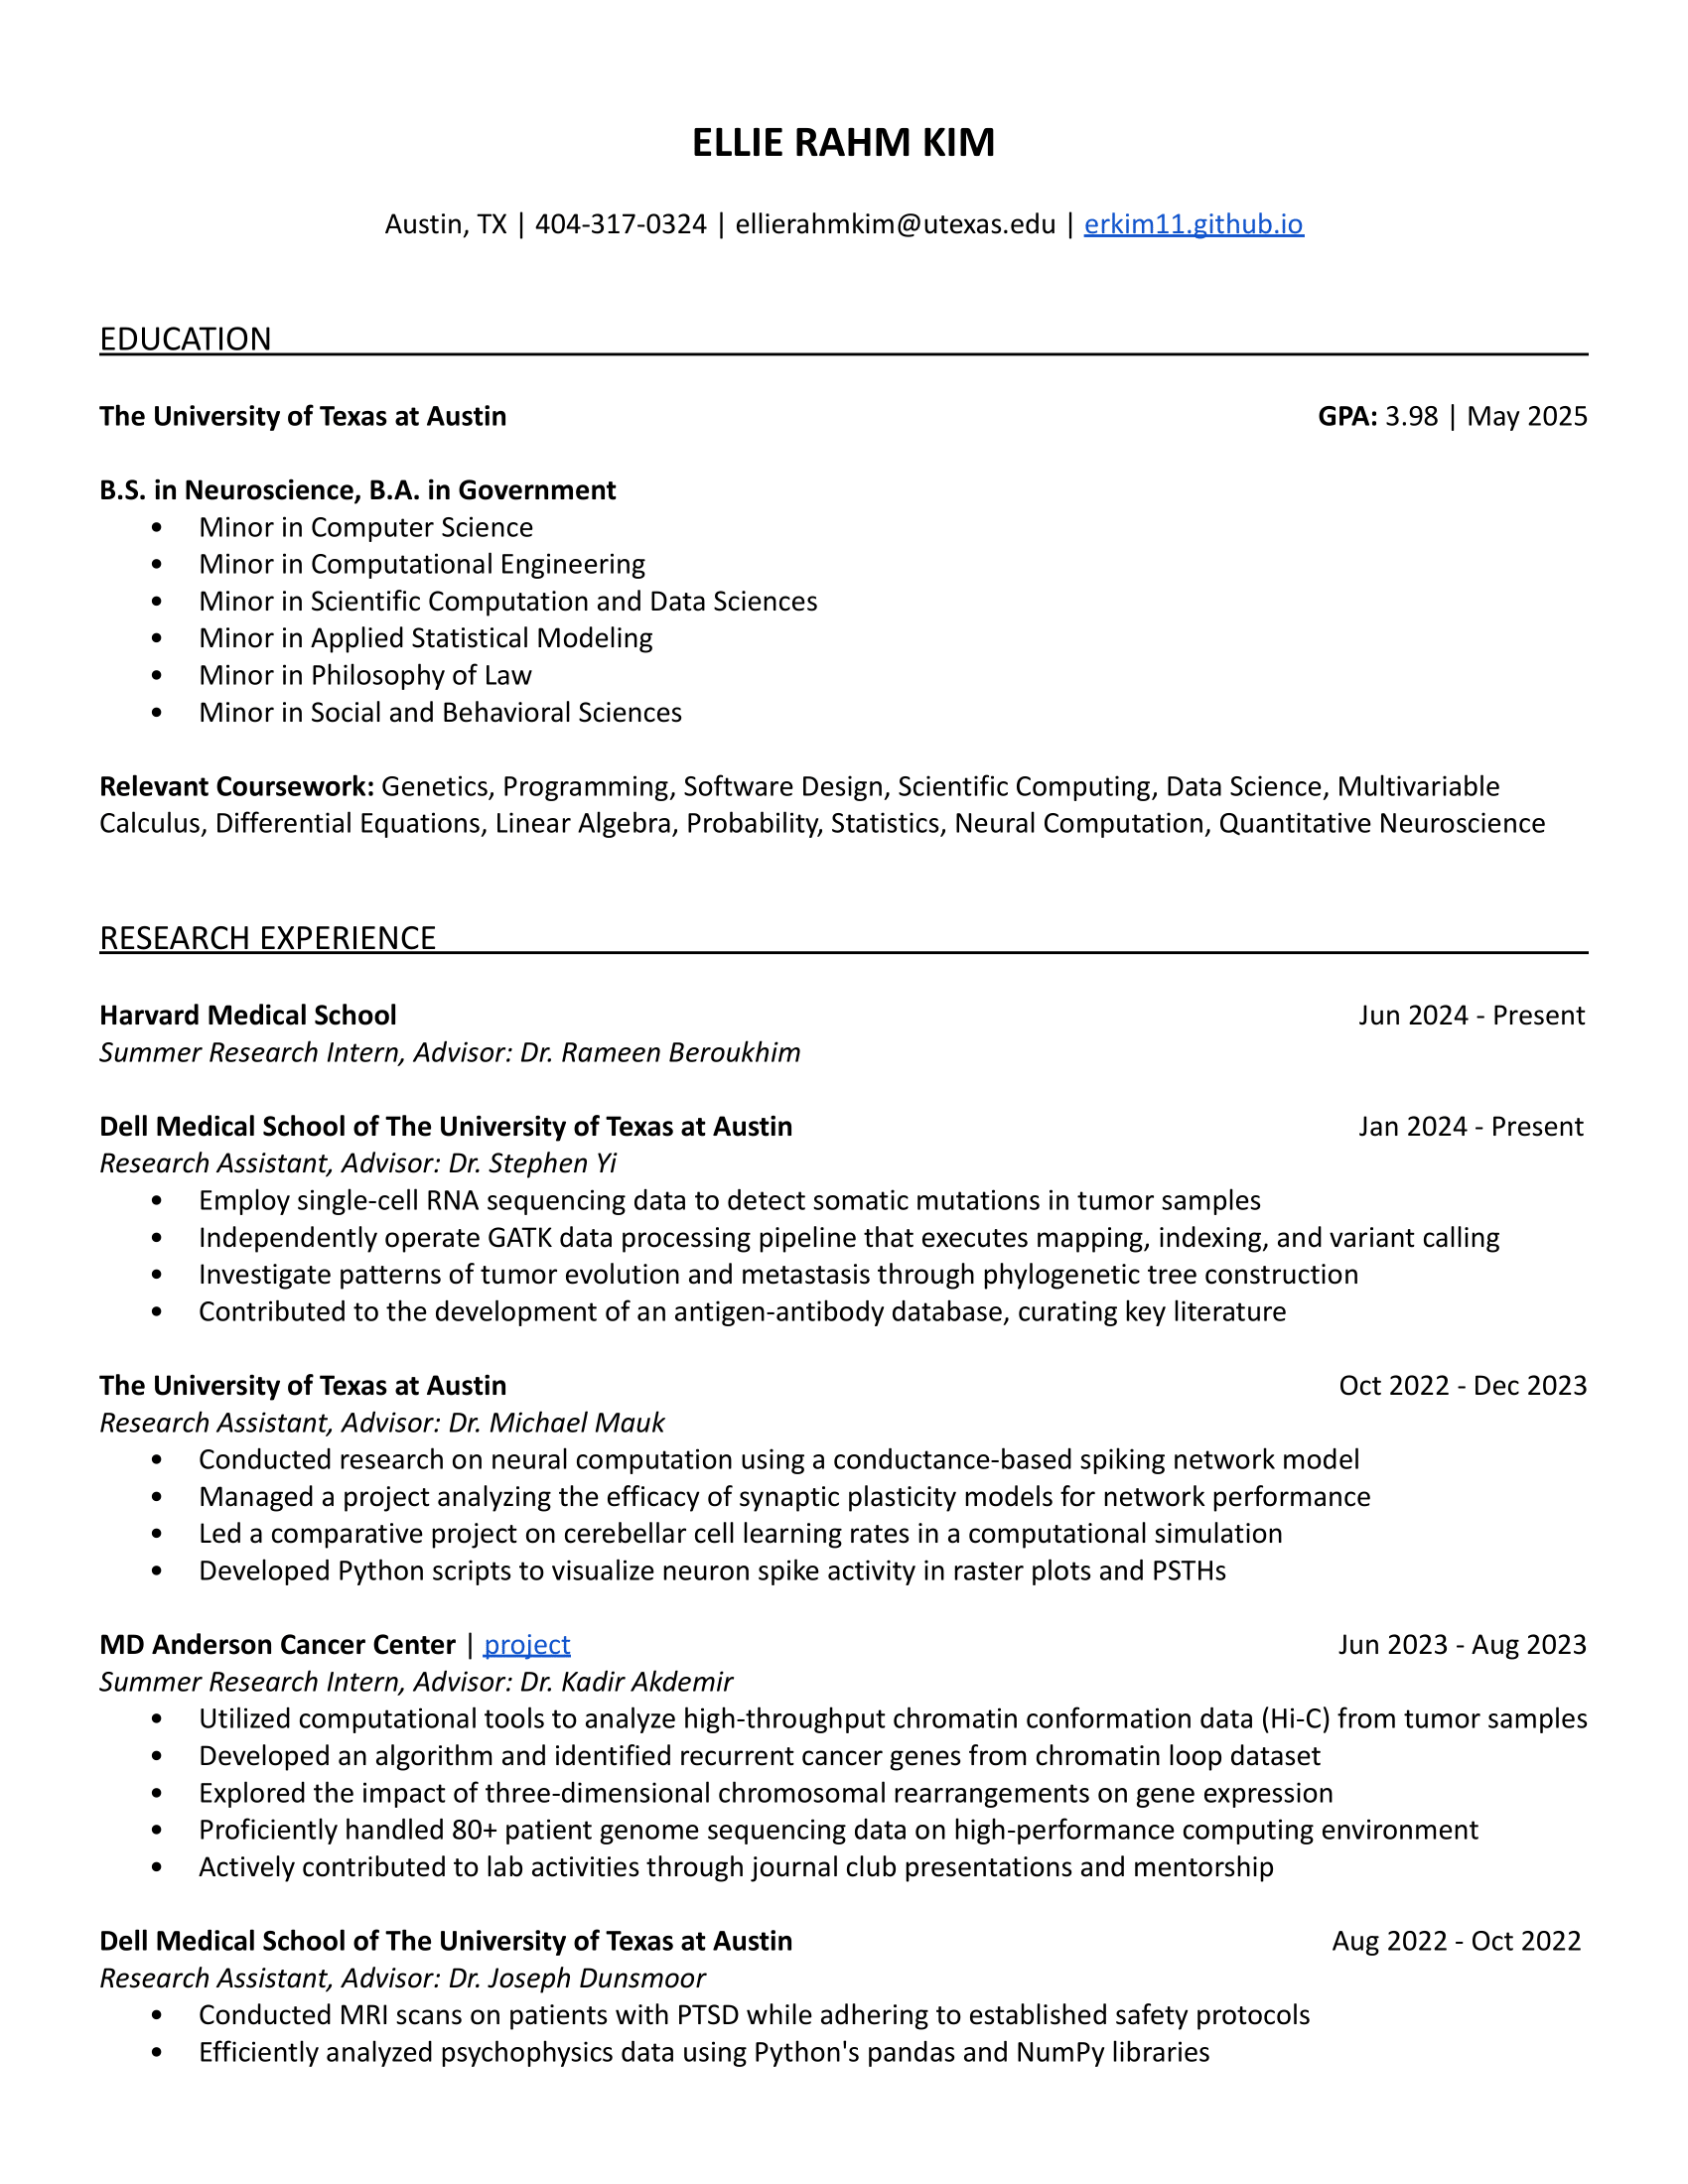 ELLIE RAHM KIM
Austin, TX | 404-317-0324 | ellierahmkim@utexas.edu | erkim11.github.io
EDUCATION
The University of Texas at Austin GPA: 3.98 | May 2025
B.S. in Neuroscience, B.A. in Government
• Minor in Computer Science
• Minor in Computational Engineering
• Minor in Scientific Computation and Data Sciences
• Minor in Applied Statistical Modeling
• Minor in Philosophy of Law
• Minor in Social and Behavioral Sciences
Relevant Coursework: Genetics, Programming, Software Design, Scientific Computing, Data Science, Multivariable
Calculus, Differential Equations, Linear Algebra, Probability, Statistics, Neural Computation, Quantitative Neuroscience
RESEARCH EXPERIENCE
Harvard Medical School Jun 2024 - Present
Summer Research Intern, Advisor: Dr. Rameen Beroukhim
Dell Medical School of The University of Texas at Austin Jan 2024 - Present
Research Assistant, Advisor: Dr. Stephen Yi
• Employ single-cell RNA sequencing data to detect somatic mutations in tumor samples
• Independently operate GATK data processing pipeline that executes mapping, indexing, and variant calling
• Investigate patterns of tumor evolution and metastasis through phylogenetic tree construction
• Contributed to the development of an antigen-antibody database, curating key literature
The University of Texas at Austin Oct 2022 - Dec 2023
Research Assistant, Advisor: Dr. Michael Mauk
• Conducted research on neural computation using a conductance-based spiking network model
• Managed a project analyzing the efficacy of synaptic plasticity models for network performance
• Led a comparative project on cerebellar cell learning rates in a computational simulation
• Developed Python scripts to visualize neuron spike activity in raster plots and PSTHs
MD Anderson Cancer Center | project Jun 2023 - Aug 2023
Summer Research Intern, Advisor: Dr. Kadir Akdemir
• Utilized computational tools to analyze high-throughput chromatin conformation data (Hi-C) from tumor samples
• Developed an algorithm and identified recurrent cancer genes from chromatin loop dataset
• Explored the impact of three-dimensional chromosomal rearrangements on gene expression
• Proficiently handled 80+ patient genome sequencing data on high-performance computing environment
• Actively contributed to lab activities through journal club presentations and mentorship
Dell Medical School of The University of Texas at Austin Aug 2022 - Oct 2022
Research Assistant, Advisor: Dr. Joseph Dunsmoor
• Conducted MRI scans on patients with PTSD while adhering to established safety protocols
• Efficiently analyzed psychophysics data using Python's pandas and NumPy libraries